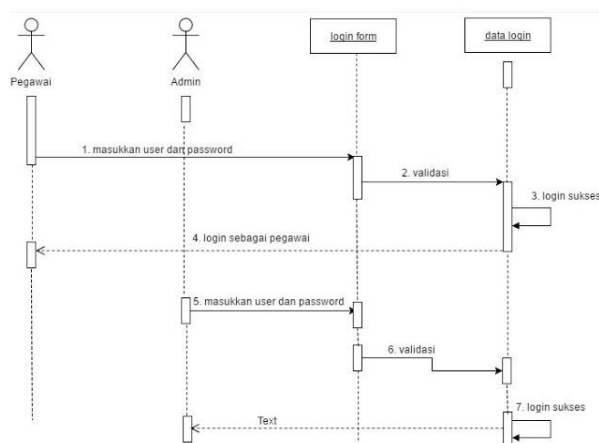 login form
data login
Pegawai
Admin
1. masukkan user dan password
2. validasi
3. login sukses
4. login sebagai pegawai
5. masukkan user dan password
6. validasi
7. login sukses
Text